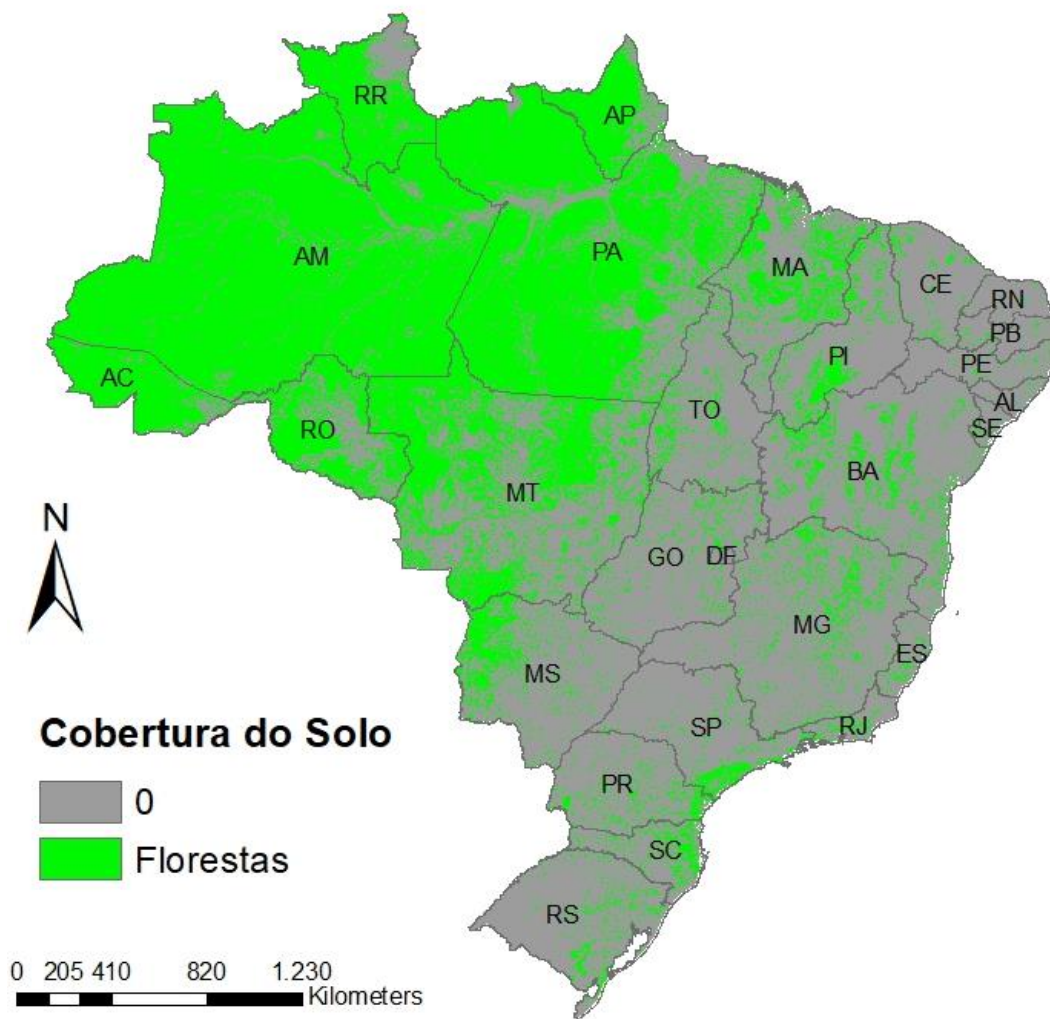 RR
AP
AM
PA
MA
CE
RN
PB
PE
PI
AC
AL
TO
SE
RO
BA
MT
N
GO
DF
MG
ES
MS
Cobertura do Solo
SP
RJ
0
PR
Florestas
SC
RS
0 205 410 820 1.230
Kilometers